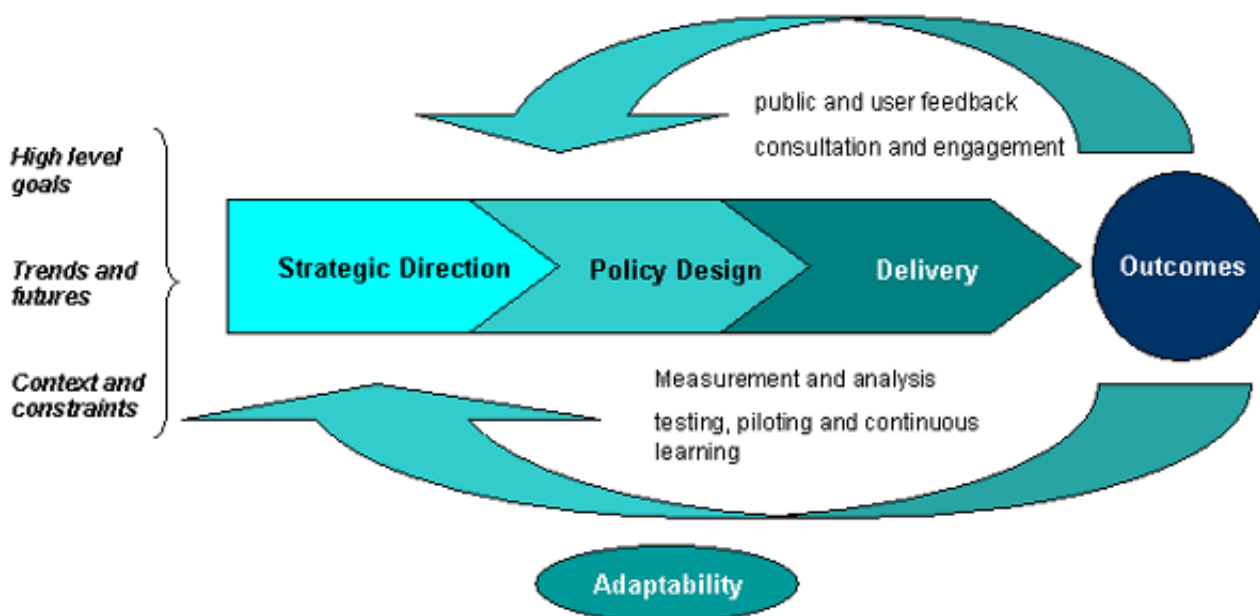 High level
goals
Trends and
futures
Context and
constraints
public and user feedback
consultation and engagement
Strategic Direction
Policy Design
Delivery
Outcomes
Measurement and analysis
testing, piloting and continuous
learning
Adaptability